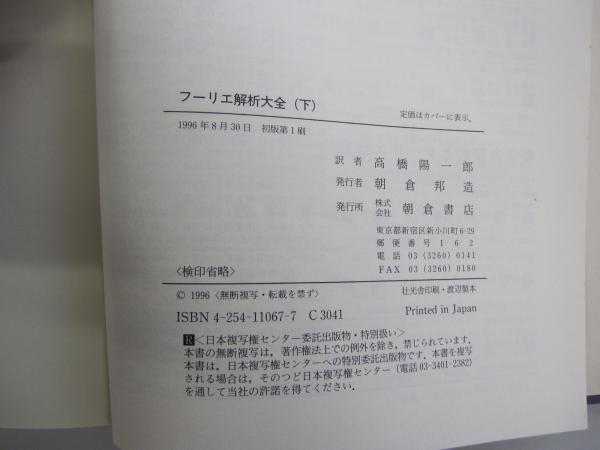 フーリエ解析大全（下）
定価はカバーに表示．
1996年8月30日 初版第1刷
訳者 高橋陽一郎
発行者 朝倉邦造
発行所 株式会社 朝倉書店
東京都新宿区新小川町6-29
郵便番号 162
電話 03(3260)0141
FAX 03(3260)0180
〈検印省略〉
© 1996〈無断複写・転載を禁ず〉
壮光舎印刷・渡辺製本
ISBN 4-254-11067-7 C3041
Printed in Japan
R〈日本複写権センター委託出版物・特別扱い〉
本書の無断複写は，著作権法上での例外を除き，禁じられています．
本書は，日本複写権センターへの特別委託出版物です．本書を複写
される場合は，そのつど日本複写権センター（電話03-3401-2382）
を通して当社の許諾を得てください．